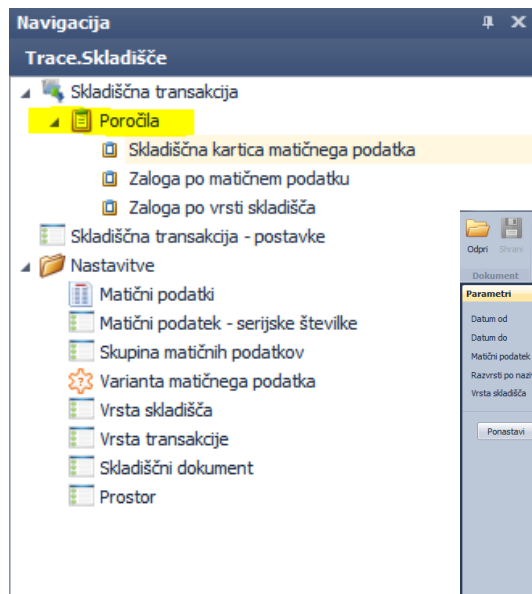 Navigacija
Trace.Skladišče
Skladiščna transakcija
Poročila
Skladiščna kartica matičnega podatka
Zaloga po matičnem podatku
Zaloga po vrsti skladišča
Skladiščna transakcija - postavke
Nastavitve
Matični podatki
Matični podatek - serijske številke
Skupina matičnih podatkov
Varianta matičnega podatka
Vrsta skladišča
Vrsta transakcije
Skladiščni dokument
Prostor
Odpri Shrani
Dokument
Parametri
Datum od
Datum do
Matični podatek
Razvrsti po nazi
Vrsta skladišča
Ponastavi